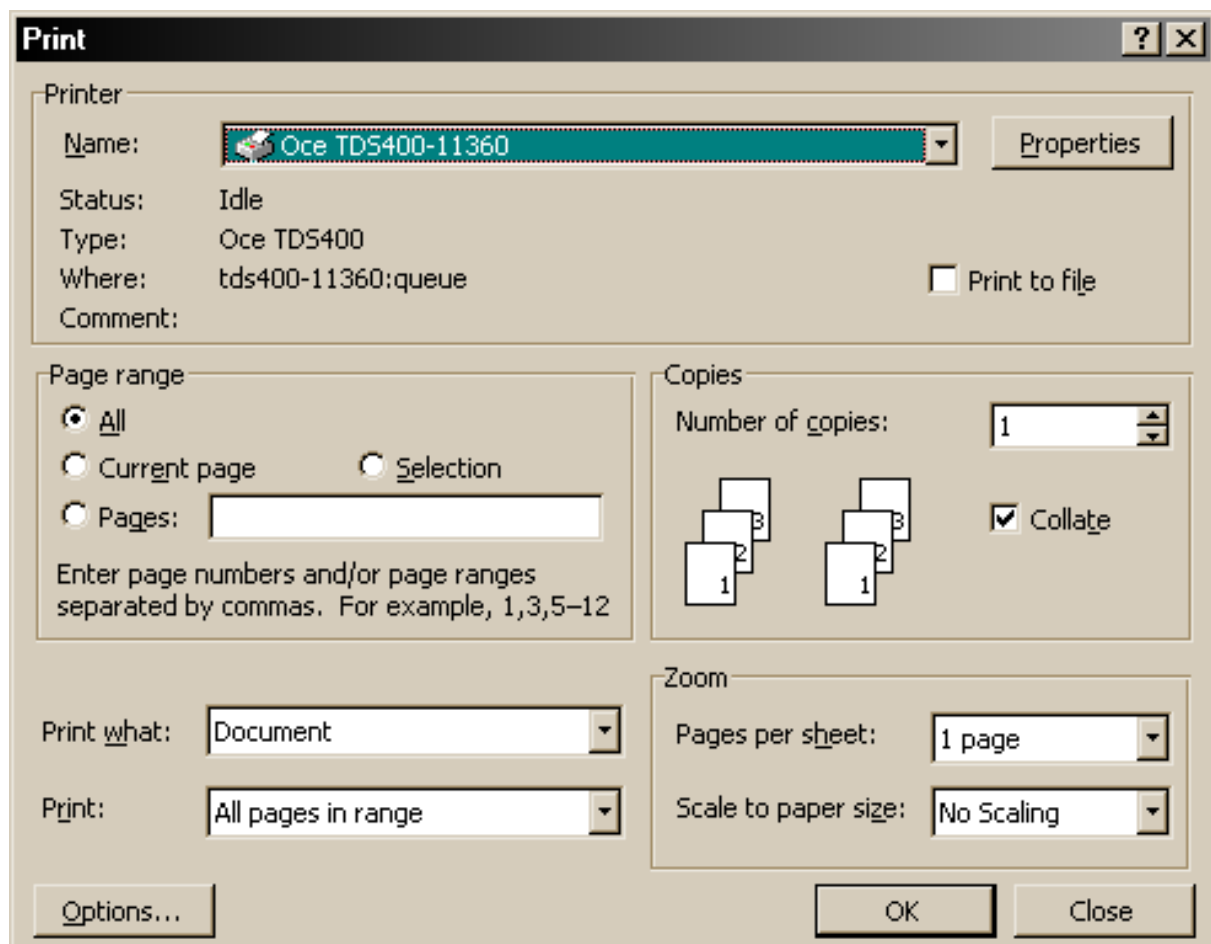 Print
Printer
Name: Oce TDS400-11360 Properties
Status: Idle
Type: Oce TDS400
Where: tds400-11360:queue Print to file
Comment:
Page range
All
Current page Selection
Pages:
Enter page numbers and/or page ranges
separated by commas. For example, 1,3,5–12
Copies
Number of copies: 1
3 3
2 2
1 1
Collate
Print what: Document
Print: All pages in range
Zoom
Pages per sheet: 1 page
Scale to paper size: No Scaling
Options... OK Close